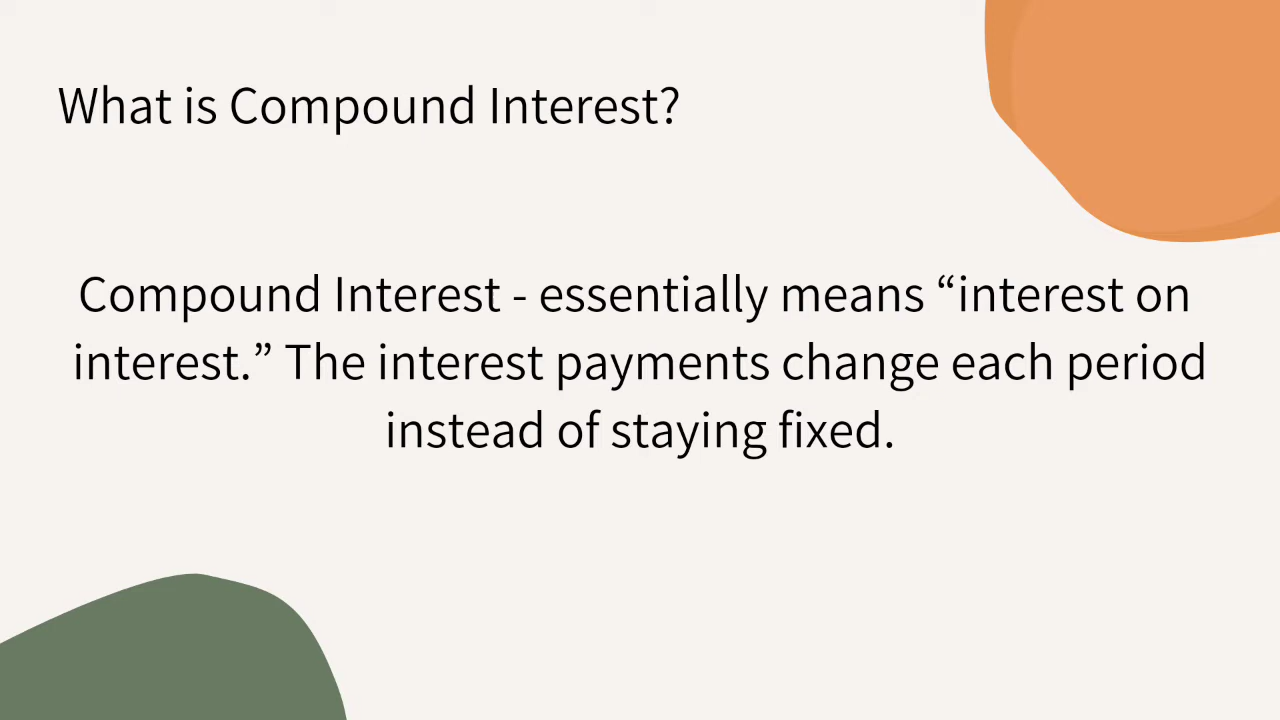 What is Compound Interest?
Compound Interest - essentially means “interest on
interest.” The interest payments change each period
instead of staying fixed.